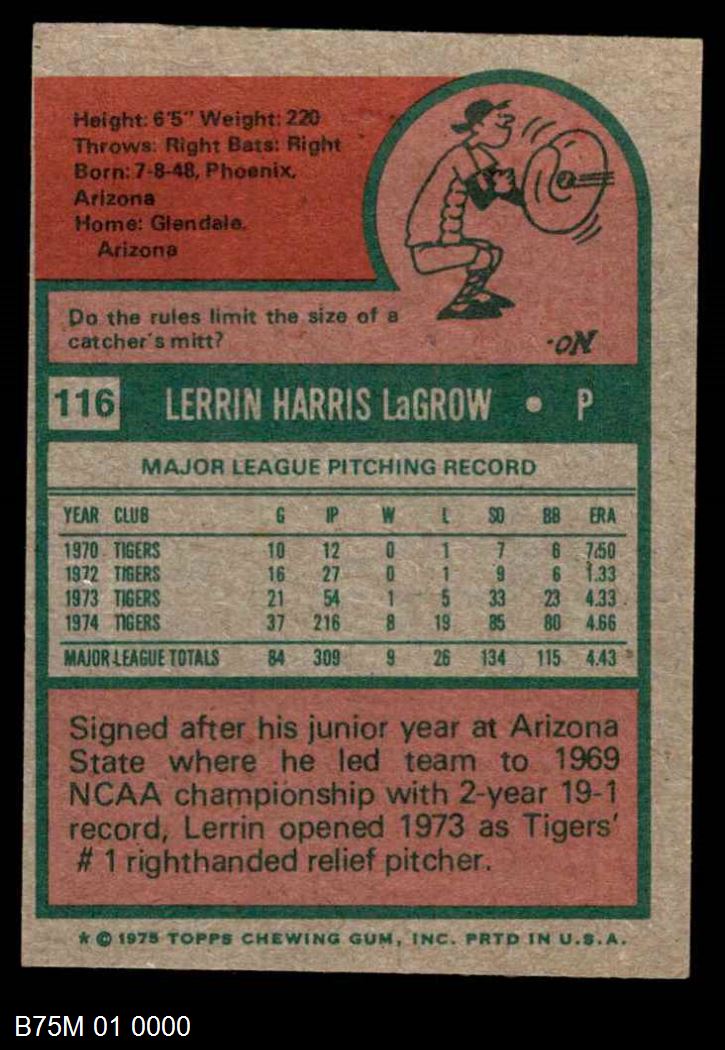 Height: 6'5" Weight: 220
Throws: Right Bats: Right
Born: 7-8-48, Phoenix,
Arizona
Home: Glendale,
Arizona
Do the rules limit the size of a
catcher's mitt?
No.
116 LERRIN HARRIS LaGROW • P
MAJOR LEAGUE PITCHING RECORD
YEAR CLUB G IP W L SO BB ERA
1970 TIGERS 10 12 0 1 7 6 7.50
1972 TIGERS 16 27 0 1 9 6 1.33
1973 TIGERS 21 54 1 5 33 23 4.33
1974 TIGERS 37 216 8 19 85 80 4.66
MAJOR LEAGUE TOTALS 84 309 9 26 134 115 4.43
Signed after his junior year at Arizona
State where he led team to 1969
NCAA championship with 2-year 19-1
record, Lerrin opened 1973 as Tigers'
# 1 righthanded relief pitcher.
* © 1975 TOPPS CHEWING GUM, INC. PRTD IN U.S.A.
B75M 01 0000